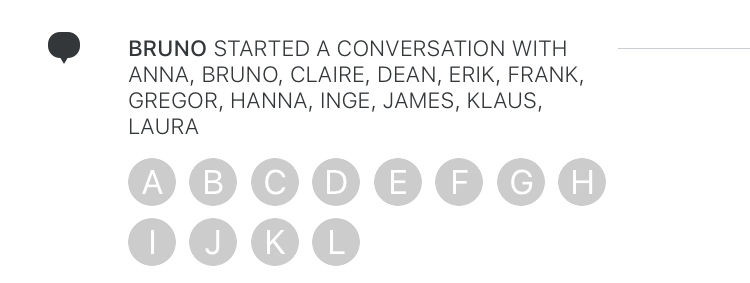 BRUNO STARTED A CONVERSATION WITH
ANNA, BRUNO, CLAIRE, DEAN, ERIK, FRANK,
GREGOR, HANNA, INGE, JAMES, KLAUS,
LAURA
A B C D E F G H
I J K L